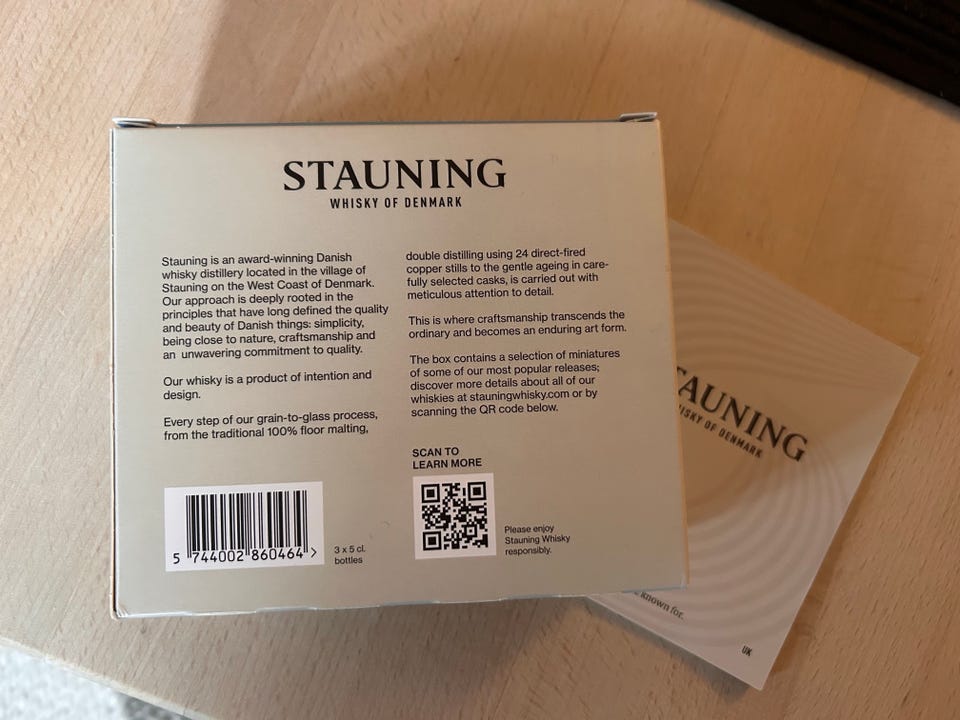 STAUNING
WHISKY OF DENMARK
Stauning is an award-winning Danish
whisky distillery located in the village of
Stauning on the West Coast of Denmark.
Our approach is deeply rooted in the
principles that have long defined the quality
and beauty of Danish things: simplicity,
being close to nature, craftsmanship and
an unwavering commitment to quality.
Our whisky is a product of intention and
design.
Every step of our grain-to-glass process,
from the traditional 100% floor malting,
double distilling using 24 direct-fired
copper stills to the gentle ageing in care-
fully selected casks, is carried out with
meticulous attention to detail.
This is where craftsmanship transcends the
ordinary and becomes an enduring art form.
The box contains a selection of miniatures
of some of our most popular releases;
discover more details about all of our
whiskies at stauningwhisky.com or by
scanning the QR code below.
SCAN TO
LEARN MORE
5 744002 860464 >
3 x 5 cl.
bottles
Please enjoy
Stauning Whisky
responsibly.
TAUNING
OF DENMARK
known for.
UK